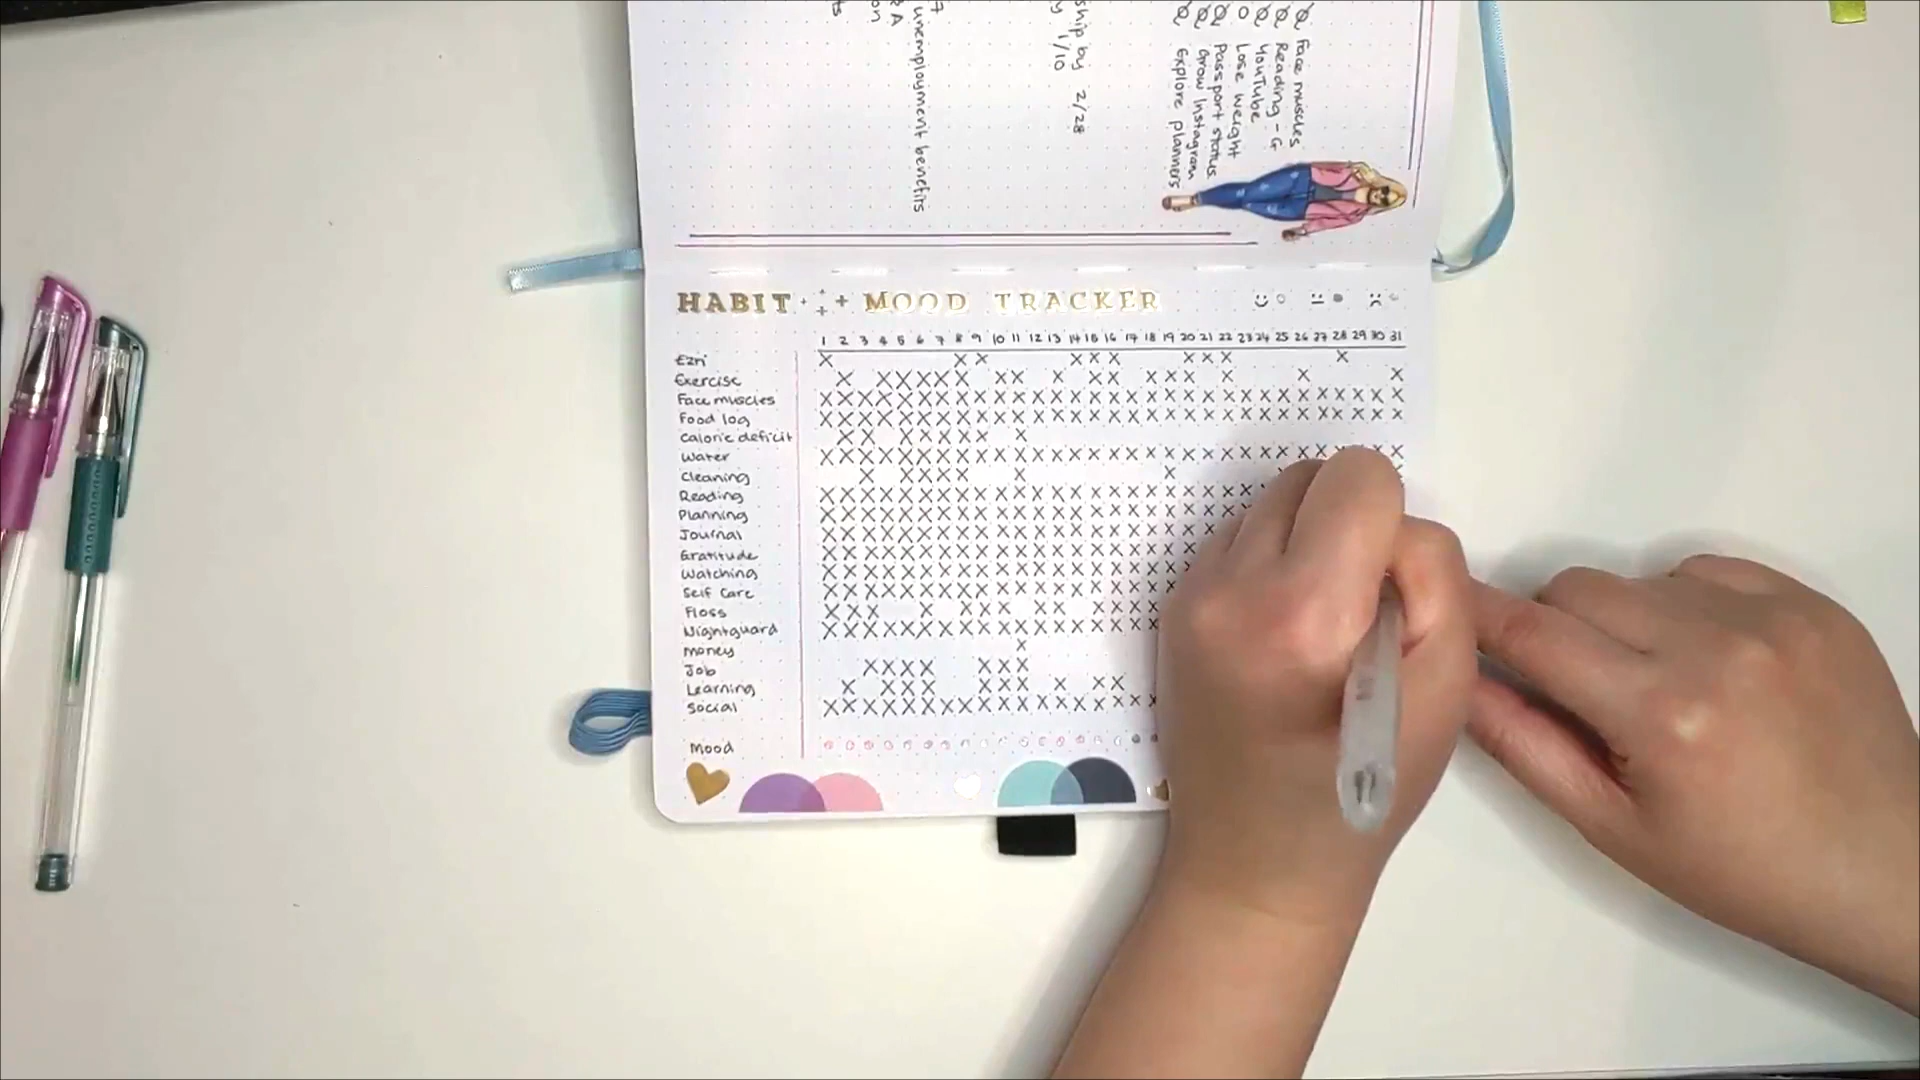 Face muscles
Reading - G
YouTube
Lose weight
Passport status
Grow Instagram
Explore planners
ship by 2/28
1/10
unemployment benefits
HABIT + MOOD TRACKER
1 2 3 4 5 6 7 8 9 10 11 12 13 14 15 16 17 18 19 20 21 22 23 24 25 26 27 28 29 30 31
Ezri
Exercise
Face muscles
Food log
Caloric deficit
Water
Cleaning
Reading
Planning
Journal
Gratitude
Watching
Self Care
Floss
Nightguard
Money
Job
Learning
Social
Mood